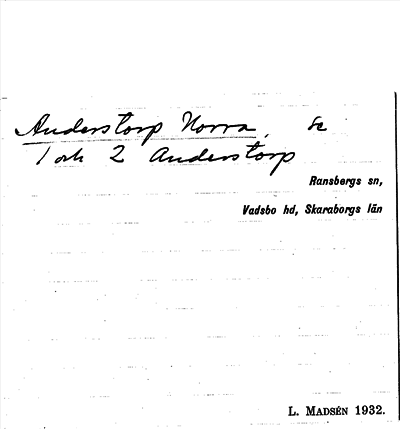 Anderstorp Norra, se
1 och 2 Anderstorp
Ransbergs sn,
Vadsbo hd, Skaraborgs län
L. MADSÉN 1932.